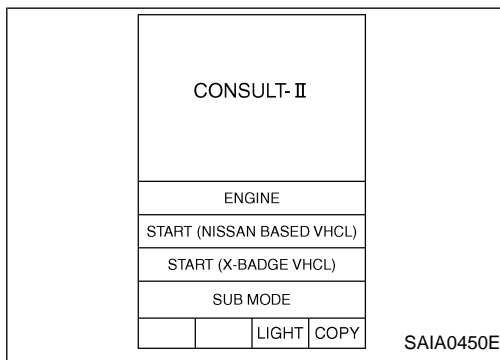 CONSULT-Ⅱ
ENGINE
START (NISSAN BASED VHCL)
START (X-BADGE VHCL)
SUB MODE
LIGHT COPY
SAIA0450E